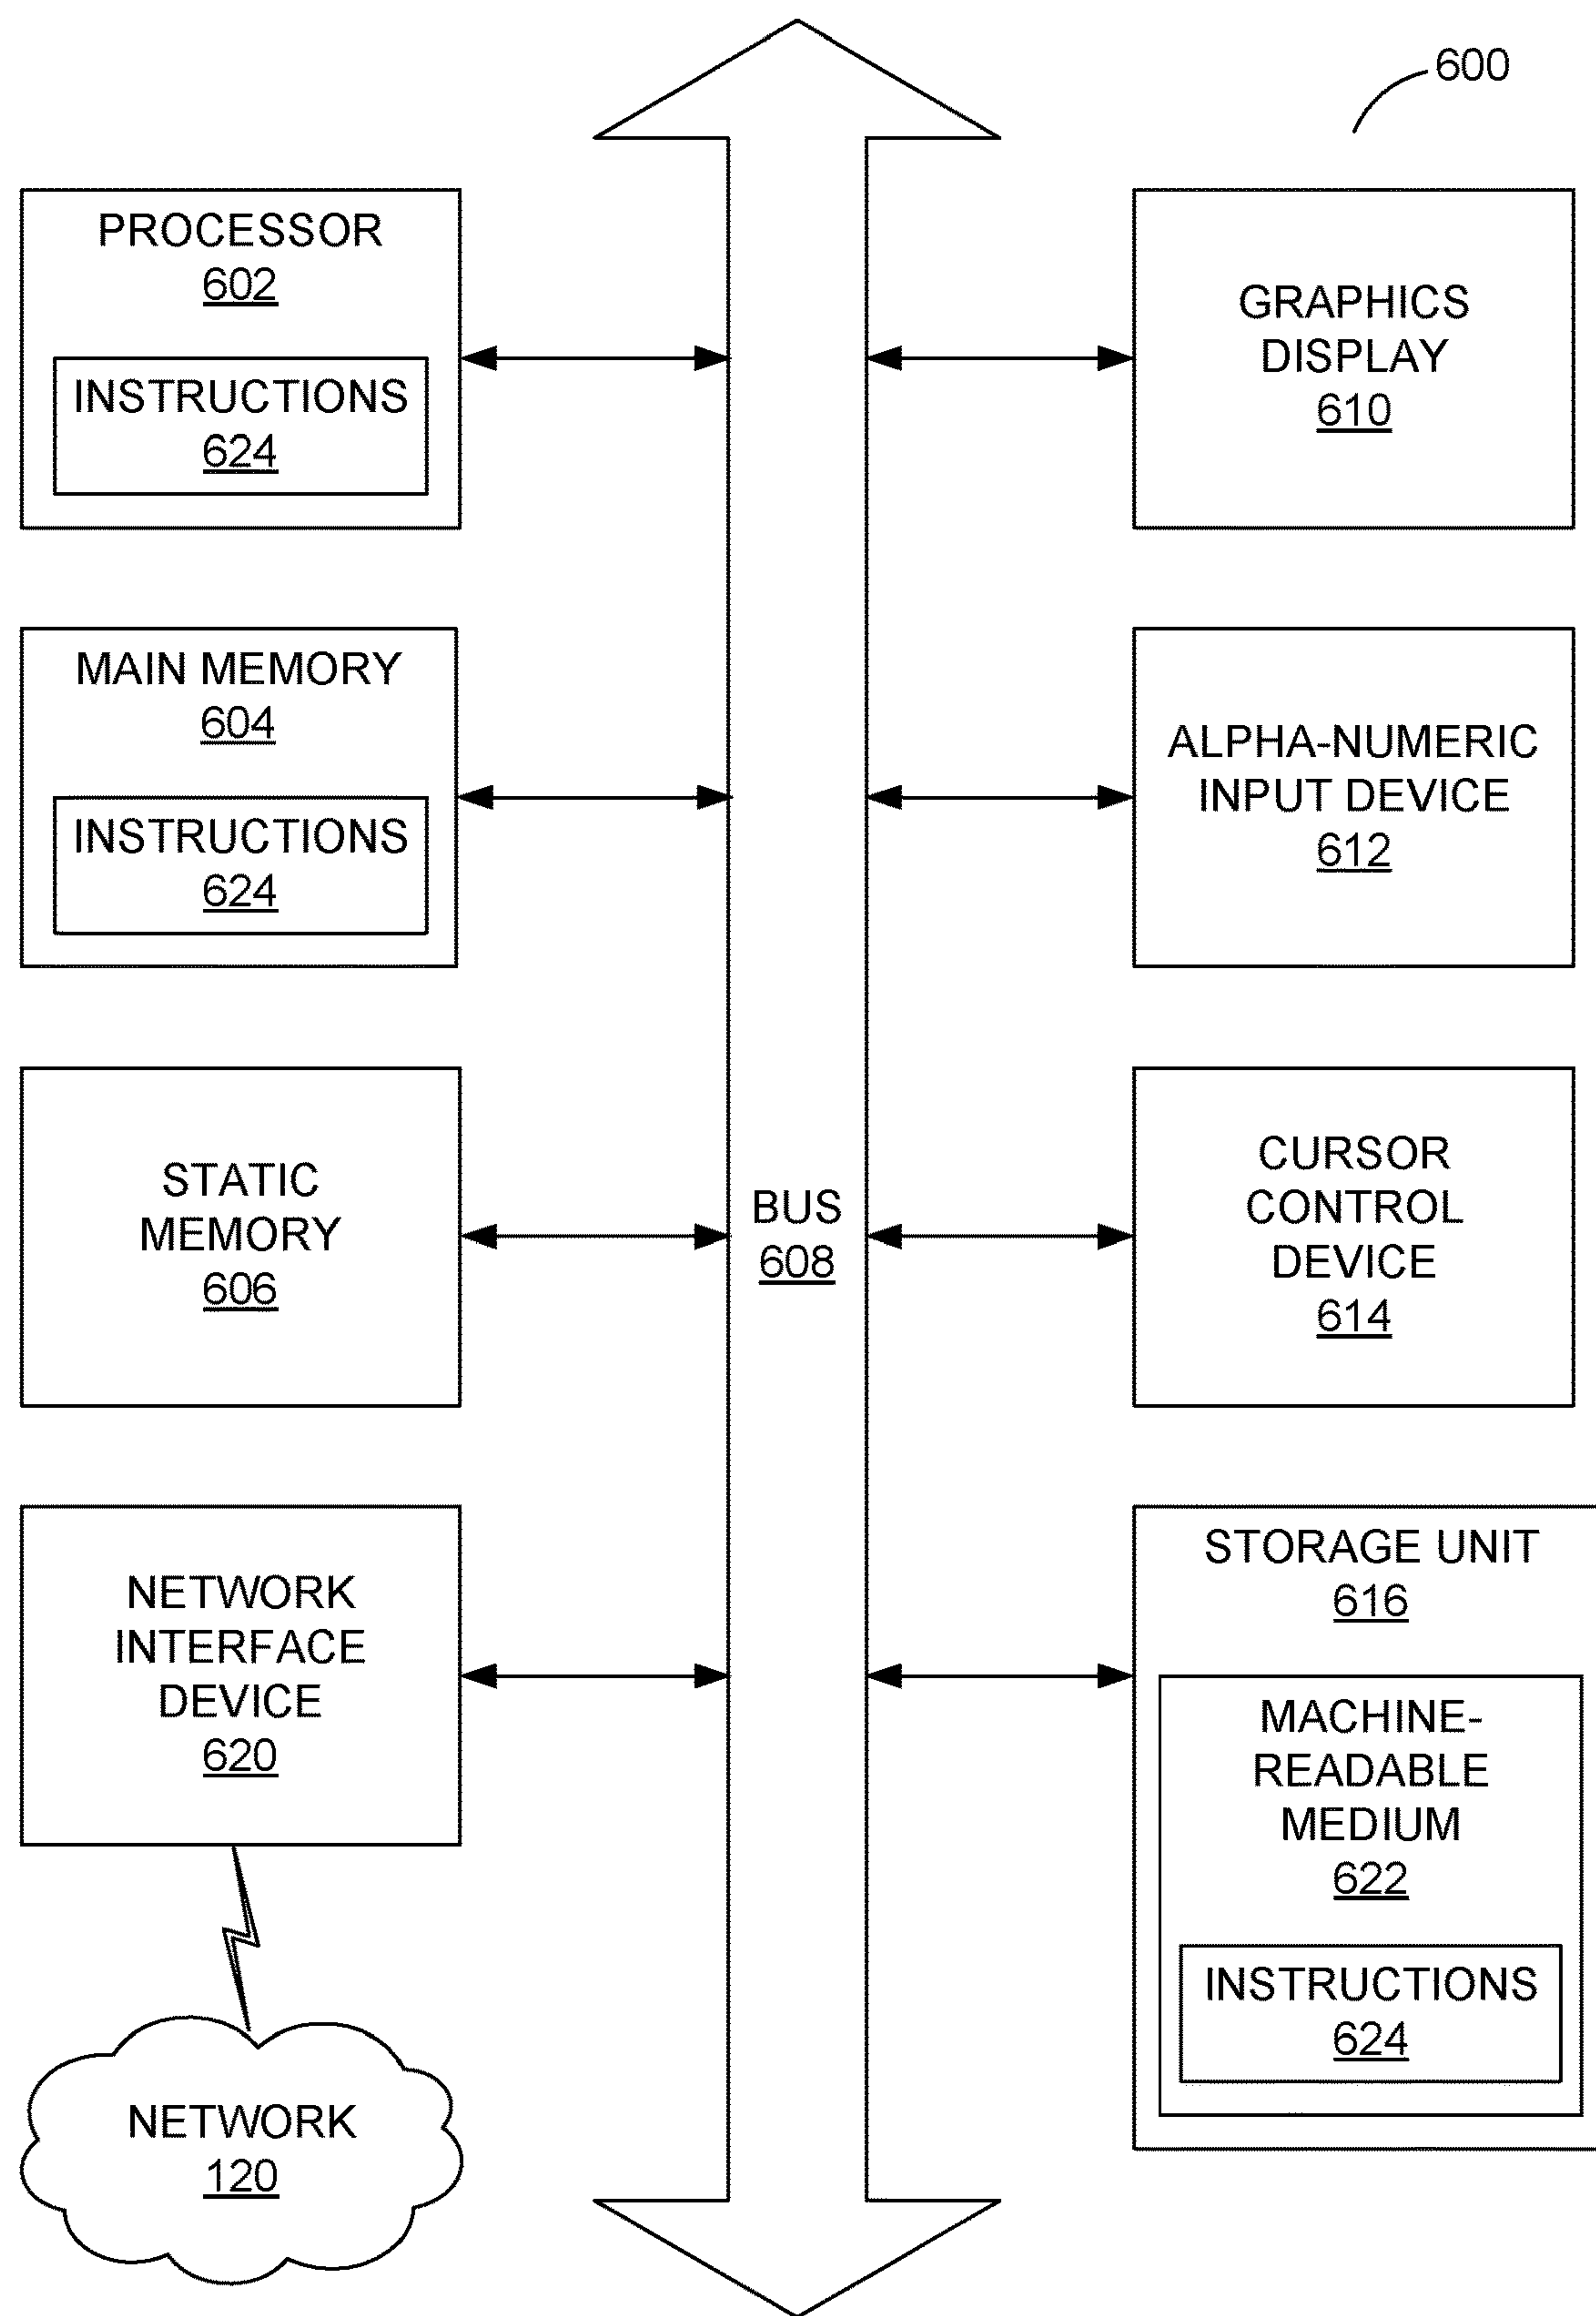 600
PROCESSOR
602
INSTRUCTIONS
624
MAIN MEMORY
604
INSTRUCTIONS
624
STATIC
MEMORY
606
NETWORK
INTERFACE
DEVICE
620
NETWORK
120
BUS
608
GRAPHICS
DISPLAY
610
ALPHA-NUMERIC
INPUT DEVICE
612
CURSOR
CONTROL
DEVICE
614
STORAGE UNIT
616
MACHINE-
READABLE
MEDIUM
622
INSTRUCTIONS
624